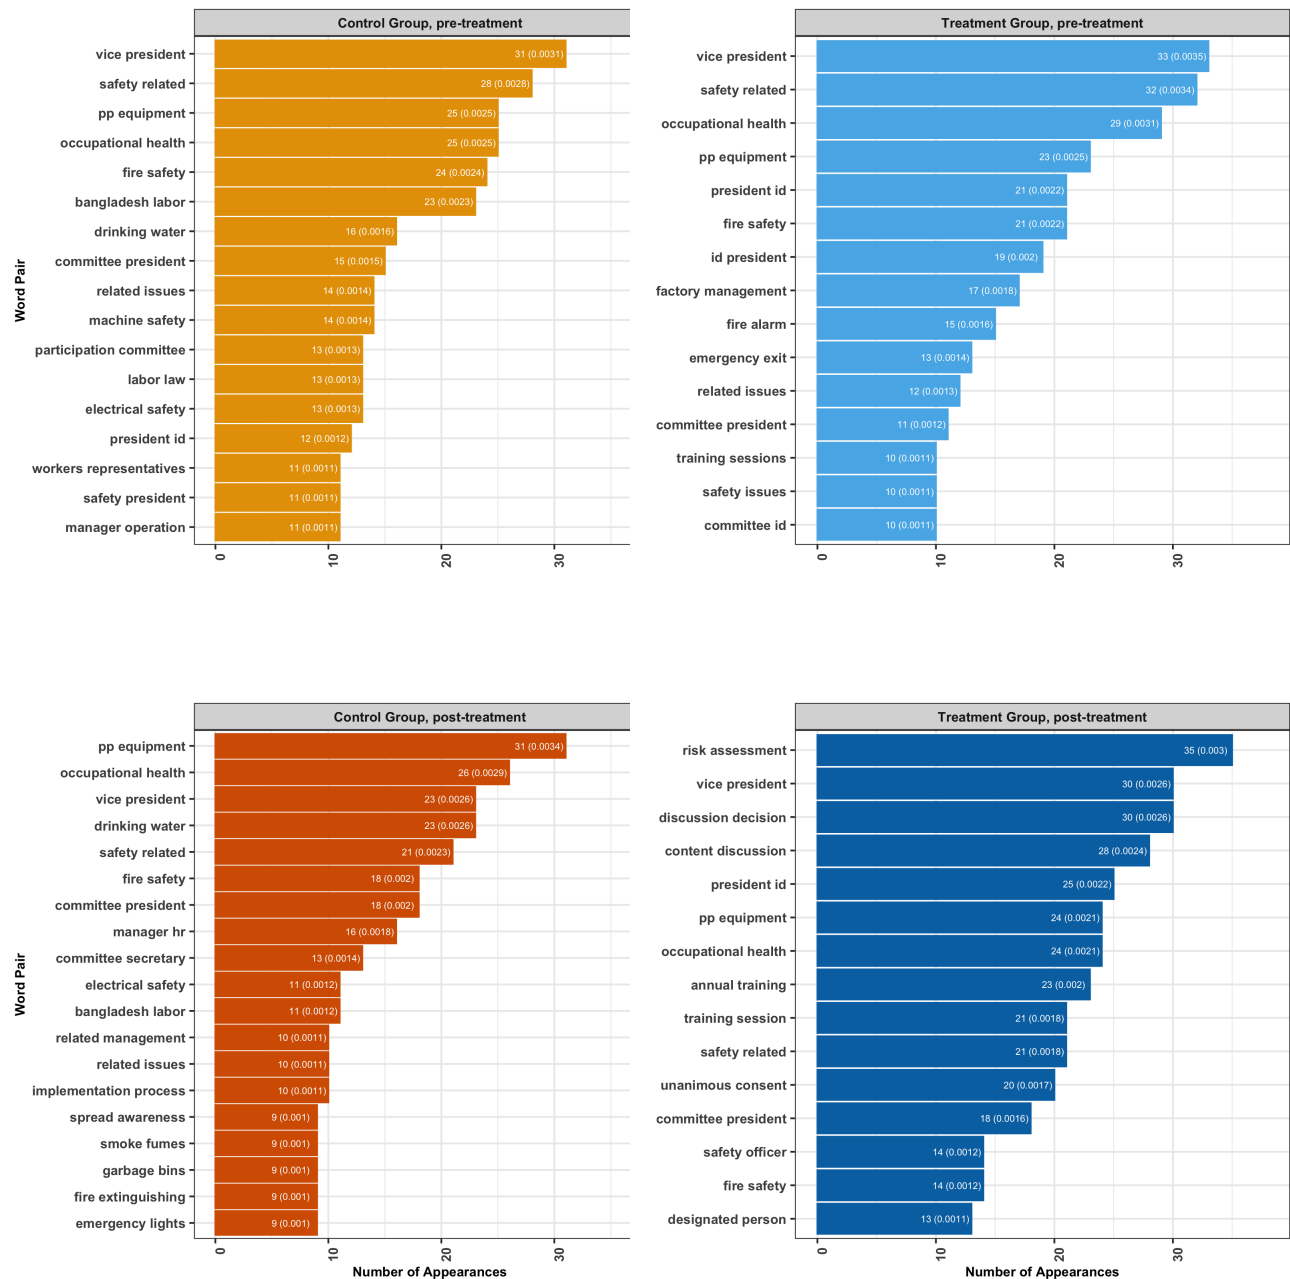 Control Group, pre-treatment
Word Pair
vice president 31 (0.0031)
safety related 28 (0.0028)
pp equipment 25 (0.0025)
occupational health 25 (0.0025)
fire safety 24 (0.0024)
bangladesh labor 23 (0.0023)
drinking water 16 (0.0016)
committee president 15 (0.0015)
related issues 14 (0.0014)
machine safety 14 (0.0014)
participation committee 13 (0.0013)
labor law 13 (0.0013)
electrical safety 13 (0.0013)
president id 12 (0.0012)
workers representatives 11 (0.0011)
safety president 11 (0.0011)
manager operation 11 (0.0011)
0 10 20 30
Treatment Group, pre-treatment
vice president 33 (0.0035)
safety related 32 (0.0034)
occupational health 29 (0.0031)
pp equipment 23 (0.0025)
president id 21 (0.0022)
fire safety 21 (0.0022)
id president 19 (0.002)
factory management 17 (0.0018)
fire alarm 15 (0.0016)
emergency exit 13 (0.0014)
related issues 12 (0.0013)
committee president 11 (0.0012)
training sessions 10 (0.0011)
safety issues 10 (0.0011)
committee id 10 (0.0011)
0 10 20 30
Control Group, post-treatment
Word Pair
pp equipment 31 (0.0034)
occupational health 26 (0.0029)
vice president 23 (0.0026)
drinking water 23 (0.0026)
safety related 21 (0.0023)
fire safety 18 (0.002)
committee president 18 (0.002)
manager hr 16 (0.0018)
committee secretary 13 (0.0014)
electrical safety 11 (0.0012)
bangladesh labor 11 (0.0012)
related management 10 (0.0011)
related issues 10 (0.0011)
implementation process 10 (0.0011)
spread awareness 9 (0.001)
smoke fumes 9 (0.001)
garbage bins 9 (0.001)
fire extinguishing 9 (0.001)
emergency lights 9 (0.001)
0 10 20 30
Number of Appearances
Treatment Group, post-treatment
risk assessment 35 (0.003)
vice president 30 (0.0026)
discussion decision 30 (0.0026)
content discussion 28 (0.0024)
president id 25 (0.0022)
pp equipment 24 (0.0021)
occupational health 24 (0.0021)
annual training 23 (0.002)
training session 21 (0.0018)
safety related 21 (0.0018)
unanimous consent 20 (0.0017)
committee president 18 (0.0016)
safety officer 14 (0.0012)
fire safety 14 (0.0012)
designated person 13 (0.0011)
0 10 20 30
Number of Appearances